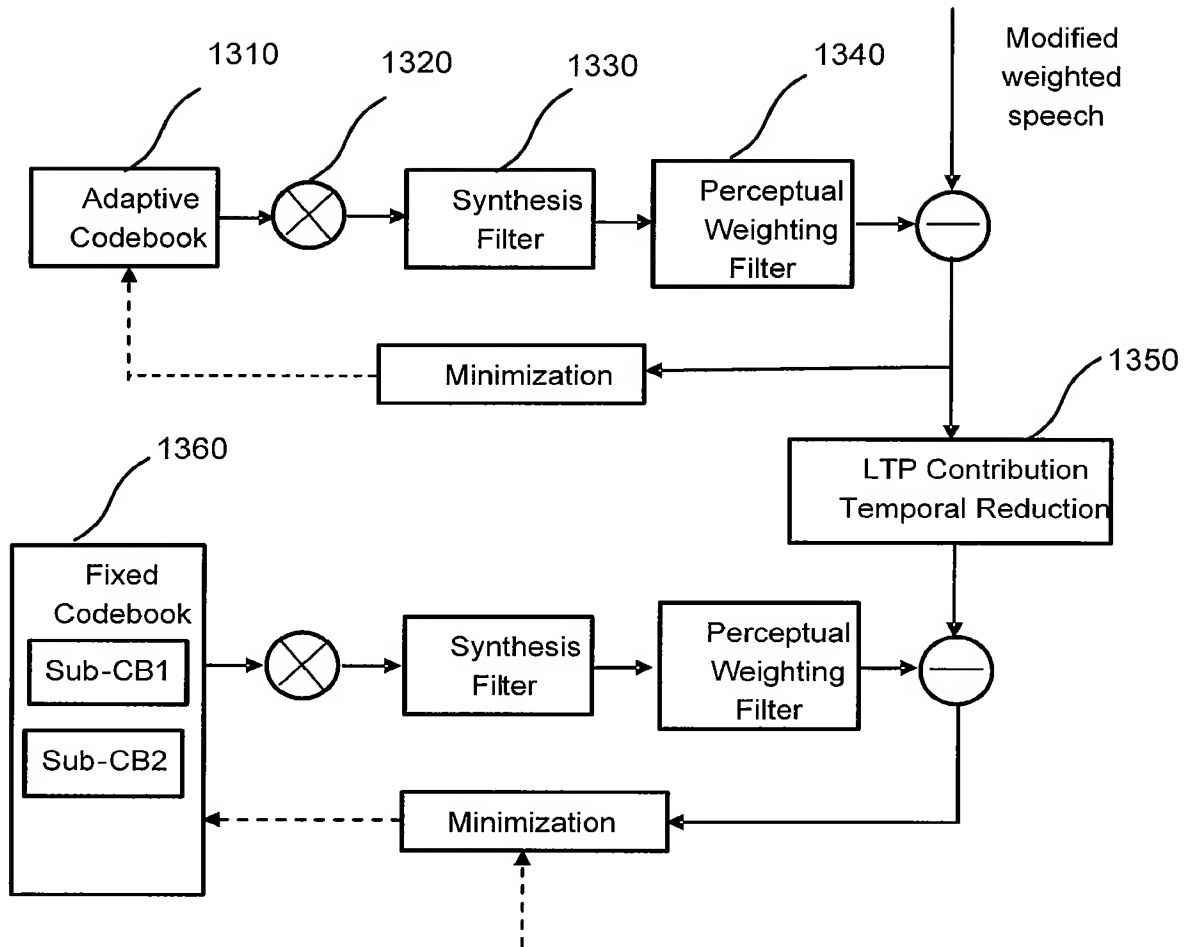 1310
1320
1330
1340
Modified
weighted
speech
Adaptive
Codebook
Synthesis
Filter
Perceptual
Weighting
Filter
Minimization
1350
LTP Contribution
Temporal Reduction
1360
Fixed
Codebook
Sub-CB1
Sub-CB2
Synthesis
Filter
Perceptual
Weighting
Filter
Minimization